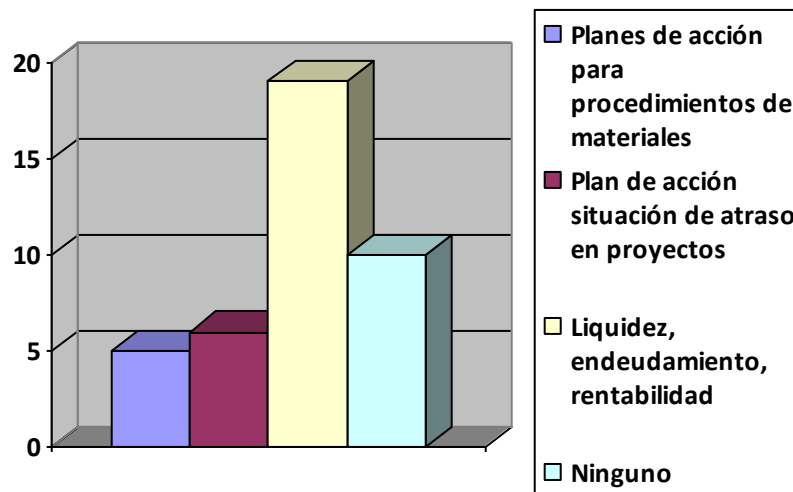 20
15
10
5
0
Planes de acción
para
procedimientos de
materiales
Plan de acción
situación de atraso
en proyectos
Liquidez,
endeudamiento,
rentabilidad
Ninguno